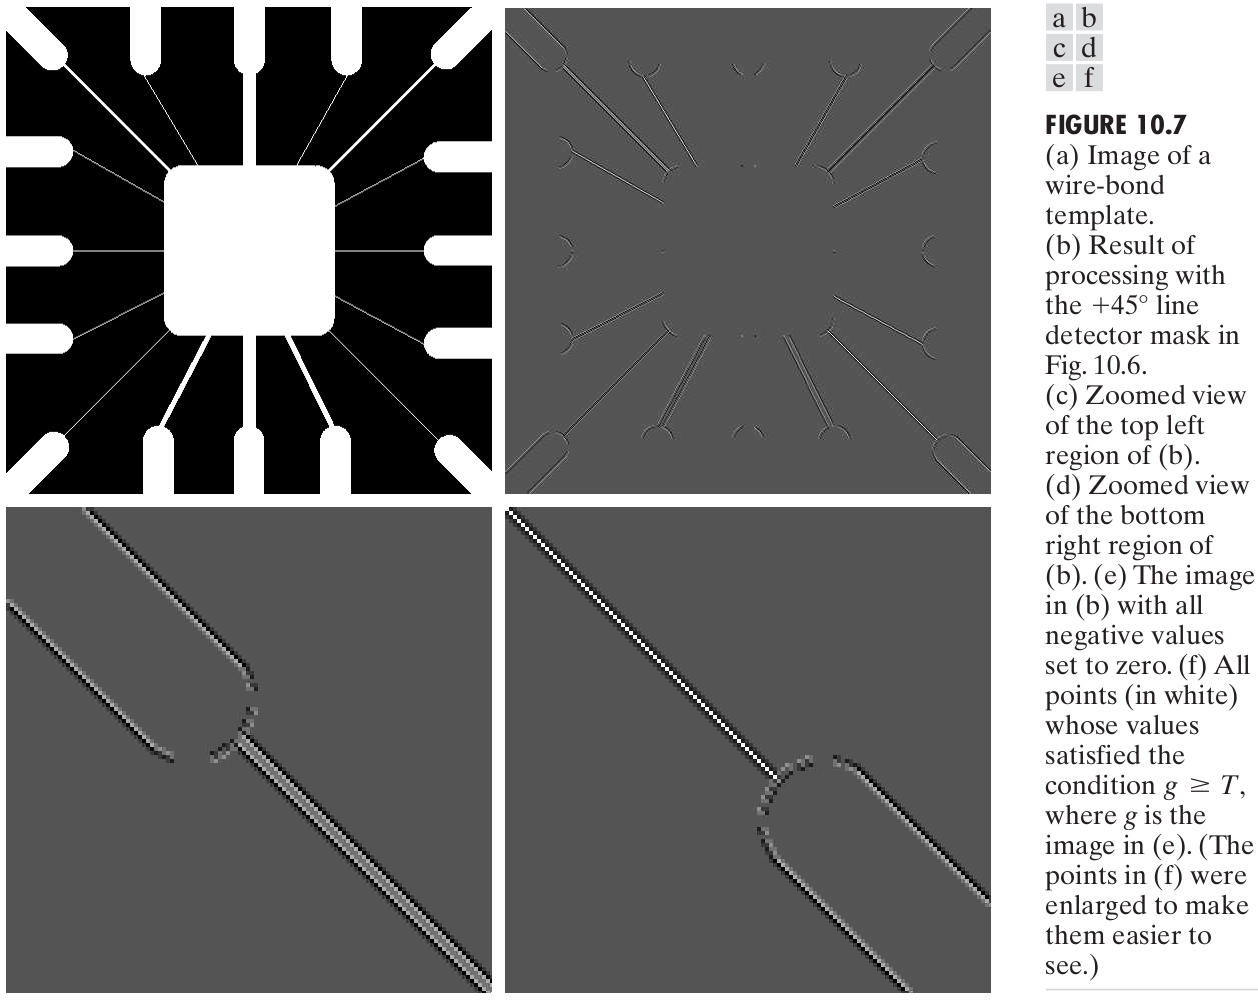 a b
c d
e f
FIGURE 10.7
(a) Image of a
wire-bond
template.
(b) Result of
processing with
the +45° line
detector mask in
Fig. 10.6.
(c) Zoomed view
of the top left
region of (b).
(d) Zoomed view
of the bottom
right region of
(b). (e) The image
in (b) with all
negative values
set to zero. (f) All
points (in white)
whose values
satisfied the
condition g ≥ T,
where g is the
image in (e). (The
points in (f) were
enlarged to make
them easier to
see.)